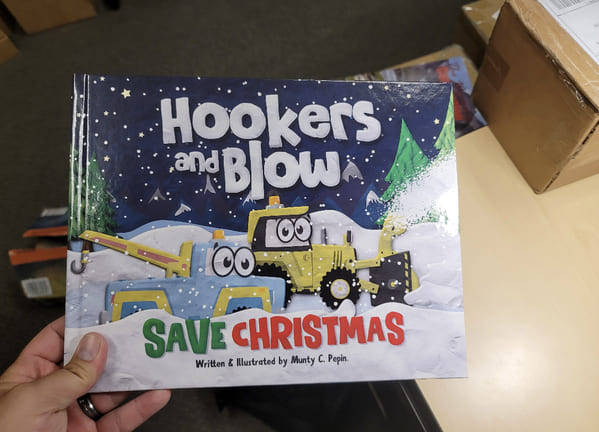 Hookers
and Blow
SAVE CHRISTMAS
Written & Illustrated by Munty C. Pepin.